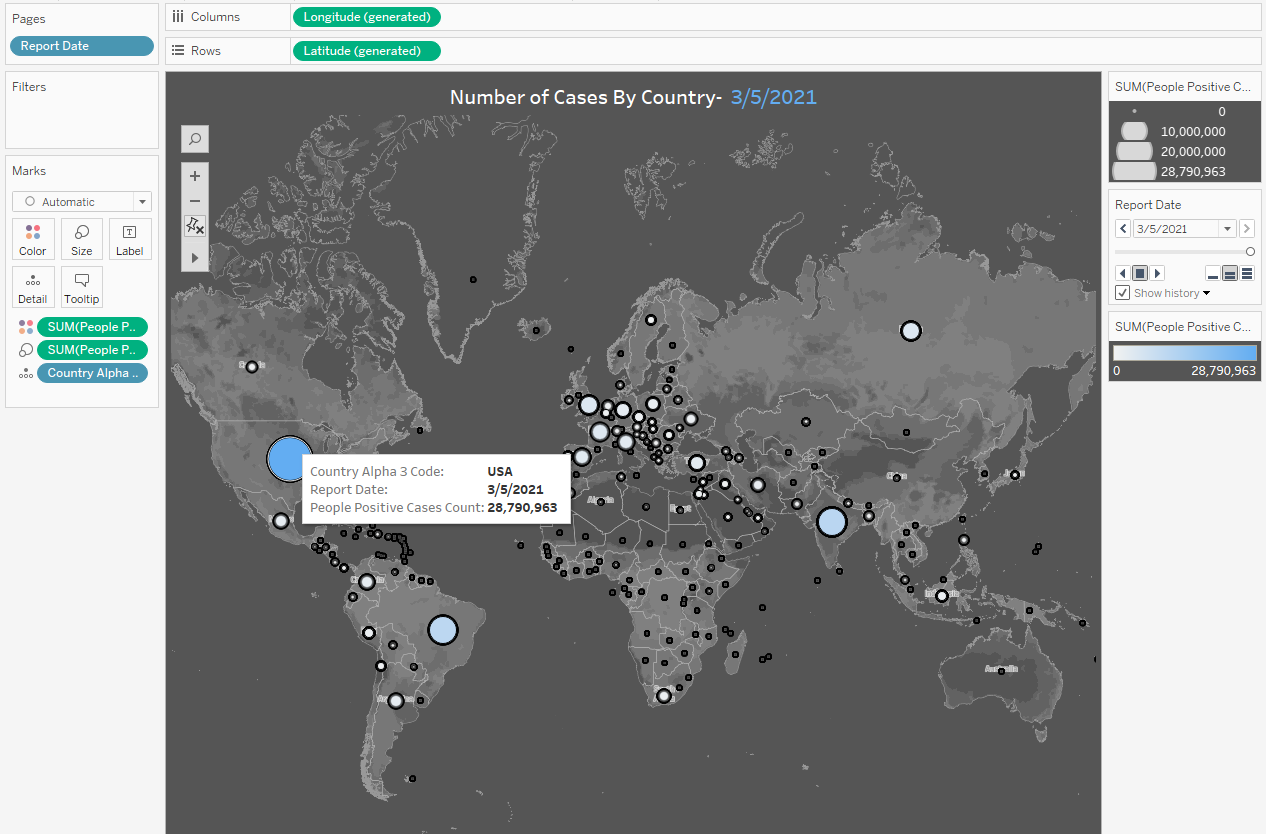 Pages
Report Date
Columns
Longitude (generated)
Rows
Latitude (generated)
Filters
Marks
Automatic
Color
Size
Label
Detail
Tooltip
SUM(People P..
SUM(People P..
Country Alpha ..
Number of Cases By Country- 3/5/2021
Country Alpha 3 Code: USA
Report Date: 3/5/2021
People Positive Cases Count: 28,790,963
SUM(People Positive C...
0
10,000,000
20,000,000
28,790,963
Report Date
3/5/2021
Show history
SUM(People Positive C...
0 28,790,963